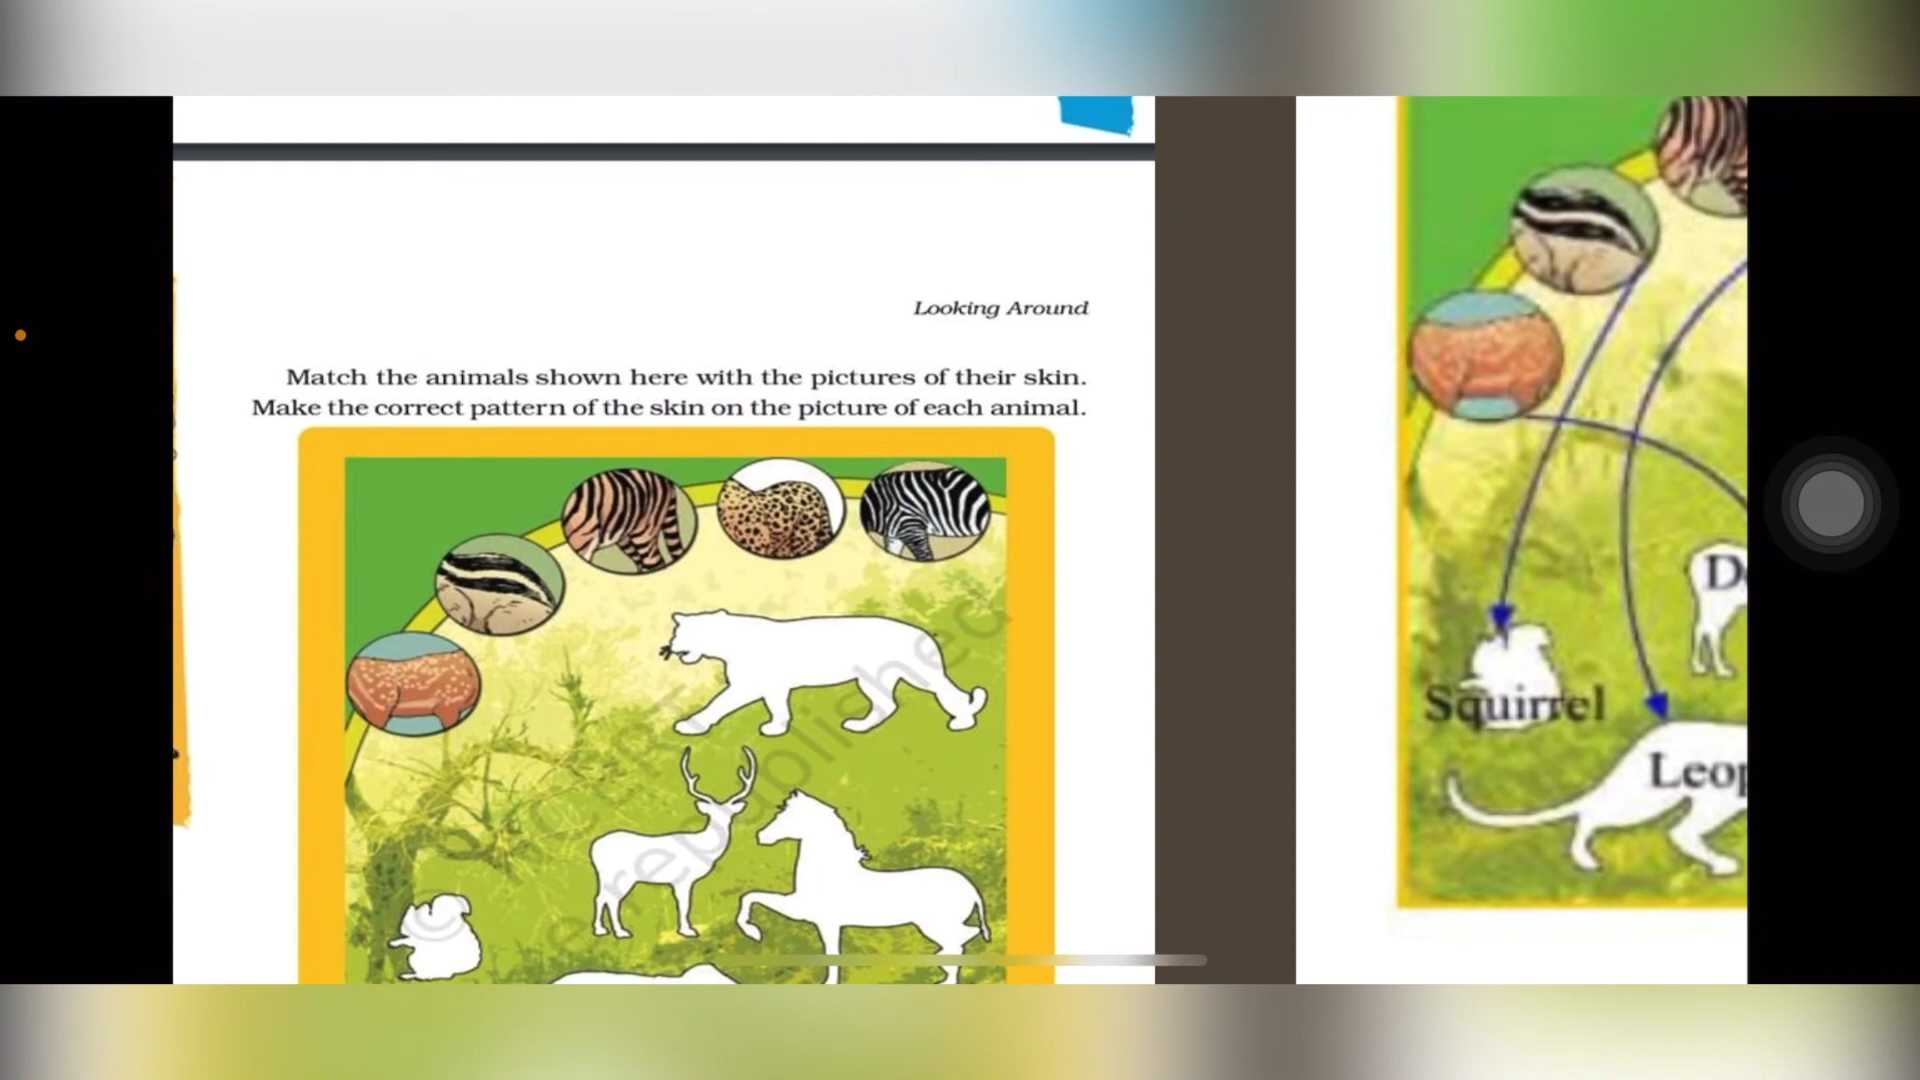 Looking Around
Match the animals shown here with the pictures of their skin.
Make the correct pattern of the skin on the picture of each animal.
republished
Squirrel